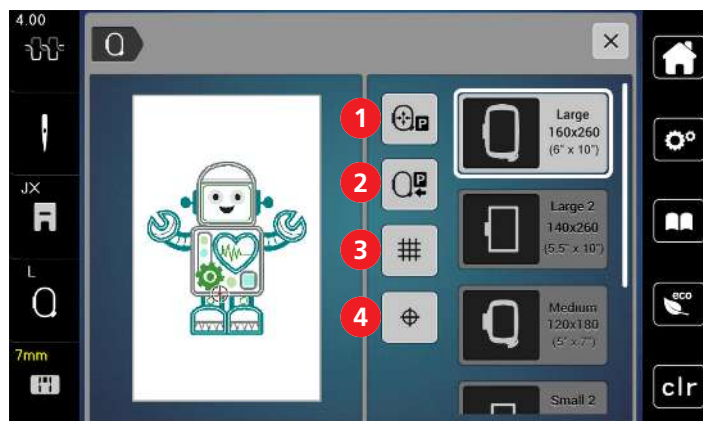 4.00
JX
L
7mm
1
2
3
4
P
P
Large
160x260
(6" x 10")
Large 2
140x260
(5.5" x 10")
Medium
120x180
(5" x 7")
Small 2
eco
clr